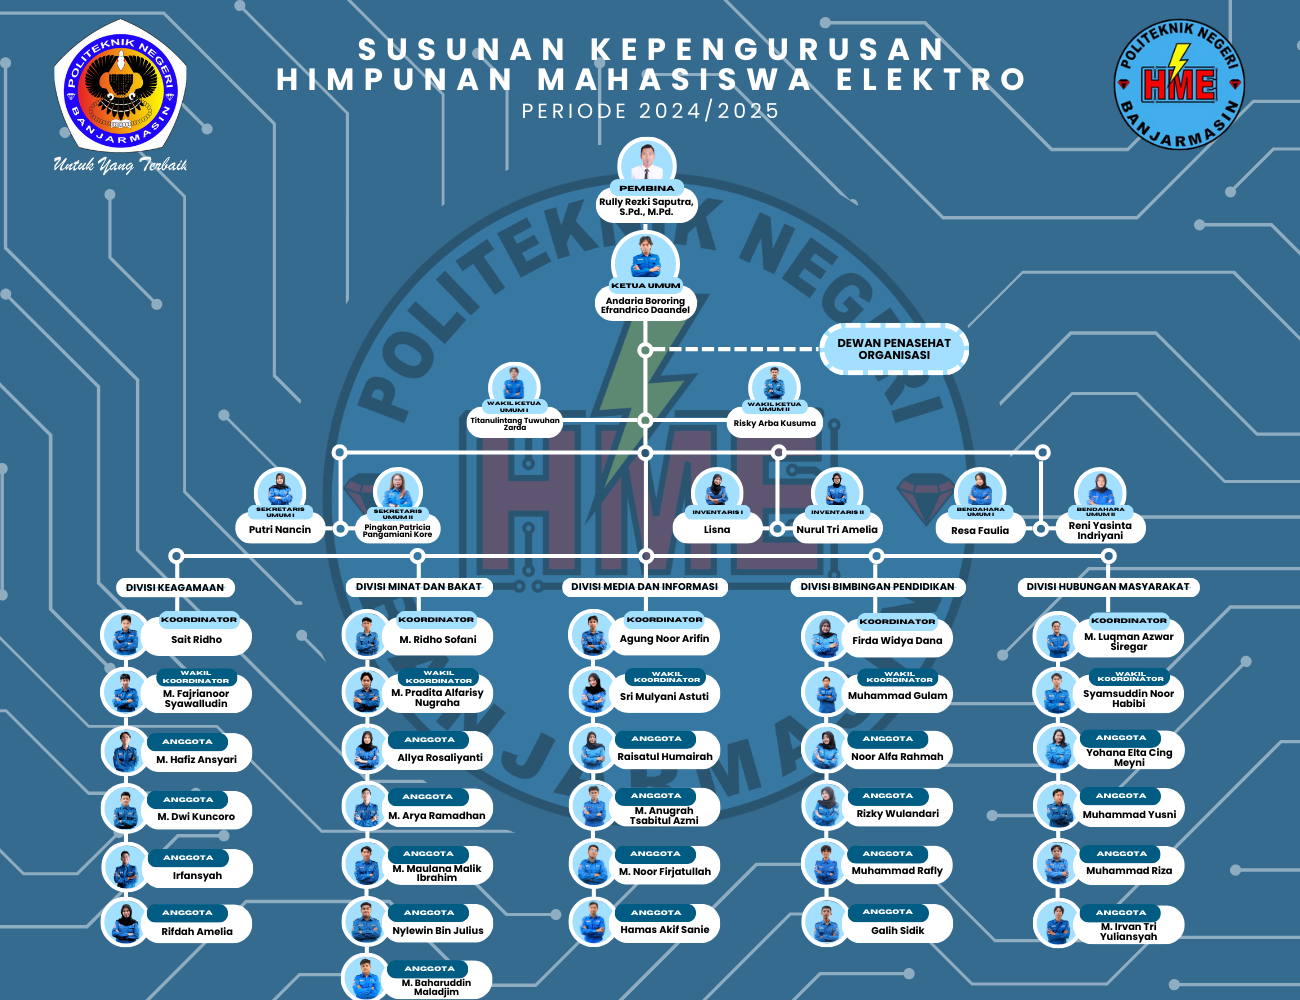 SUSUNAN KEPENGURUSAN
HIMPUNAN MAHASISWA ELEKTRO
PERIODE 2024/2025
POLITEKNIK NEGERI
BANJARMASIN
Untuk Yang Terbaik
POLITEKNIK NEGERI
HME
BANJARMASIN
POLITEKNIK NEGERI
HME
BANJARMASIN
PEMBINA
Rully Rezki Saputra,
S.Pd., M.Pd.
KETUA UMUM
Andaria Bororing
Efrandrico Daandel
DEWAN PENASEHAT
ORGANISASI
WAKIL KETUA
UMUM I
Titanulintang Tuwuhan
Zarda
WAKIL KETUA
UMUM II
Risky Arba Kusuma
SEKRETARIS
UMUM I
Putri Nancin
SEKRETARIS
UMUM II
Pingkan Patricia
Pangamiani Kore
INVENTARIS I
Lisna
INVENTARIS II
Nurul Tri Amelia
BENDAHARA
UMUM I
Resa Faulia
BENDAHARA
UMUM II
Reni Yasinta
Indriyani
DIVISI KEAGAMAAN
KOORDINATOR
Sait Ridho
WAKIL
KOORDINATOR
M. Fajrianoor
Syawalludin
ANGGOTA
M. Hafiz Ansyari
ANGGOTA
M. Dwi Kuncoro
ANGGOTA
Irfansyah
ANGGOTA
Rifdah Amelia
DIVISI MINAT DAN BAKAT
KOORDINATOR
M. Ridho Sofani
WAKIL
KOORDINATOR
M. Pradita Alfarisy
Nugraha
ANGGOTA
Allya Rosaliyanti
ANGGOTA
M. Arya Ramadhan
ANGGOTA
M. Maulana Malik
Ibrahim
ANGGOTA
Nylewin Bin Julius
ANGGOTA
M. Baharuddin
Maladjim
DIVISI MEDIA DAN INFORMASI
KOORDINATOR
Agung Noor Arifin
WAKIL
KOORDINATOR
Sri Mulyani Astuti
ANGGOTA
Raisatul Humairah
ANGGOTA
M. Anugrah
Tsabitul Azmi
ANGGOTA
M. Noor Firjatullah
ANGGOTA
Hamas Akif Sanie
DIVISI BIMBINGAN PENDIDIKAN
KOORDINATOR
Firda Widya Dana
WAKIL
KOORDINATOR
Muhammad Gulam
ANGGOTA
Noor Alfa Rahmah
ANGGOTA
Rizky Wulandari
ANGGOTA
Muhammad Rafly
ANGGOTA
Galih Sidik
DIVISI HUBUNGAN MASYARAKAT
KOORDINATOR
M. Luqman Azwar
Siregar
WAKIL
KOORDINATOR
Syamsuddin Noor
Habibi
ANGGOTA
Yohana Elta Cing
Meyni
ANGGOTA
Muhammad Yusni
ANGGOTA
Muhammad Riza
ANGGOTA
M. Irvan Tri
Yuliansyah